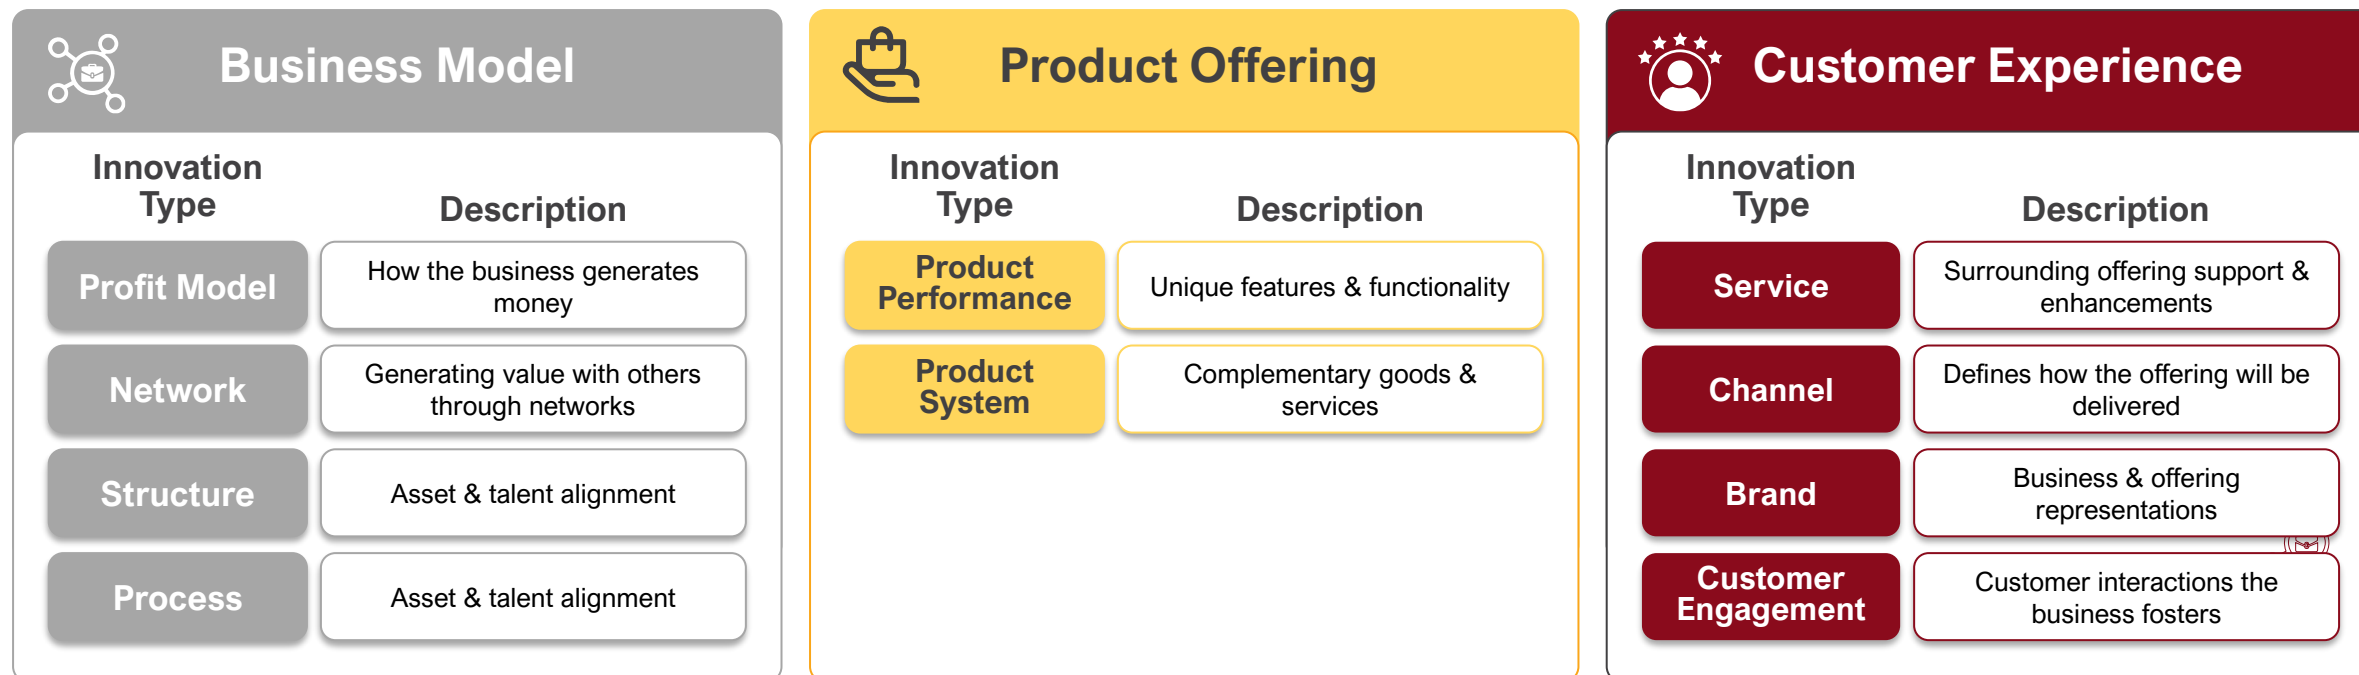 Business Model
Innovation
Type
Description
Profit Model
How the business generates
money
Network
Generating value with others
through networks
Structure
Asset & talent alignment
Process
Asset & talent alignment
Product Offering
Innovation
Type
Description
Product
Performance
Unique features & functionality
Product
System
Complementary goods &
services
Customer Experience
Innovation
Type
Description
Service
Surrounding offering support &
enhancements
Channel
Defines how the offering will be
delivered
Brand
Business & offering
representations
Customer
Engagement
Customer interactions the
business fosters